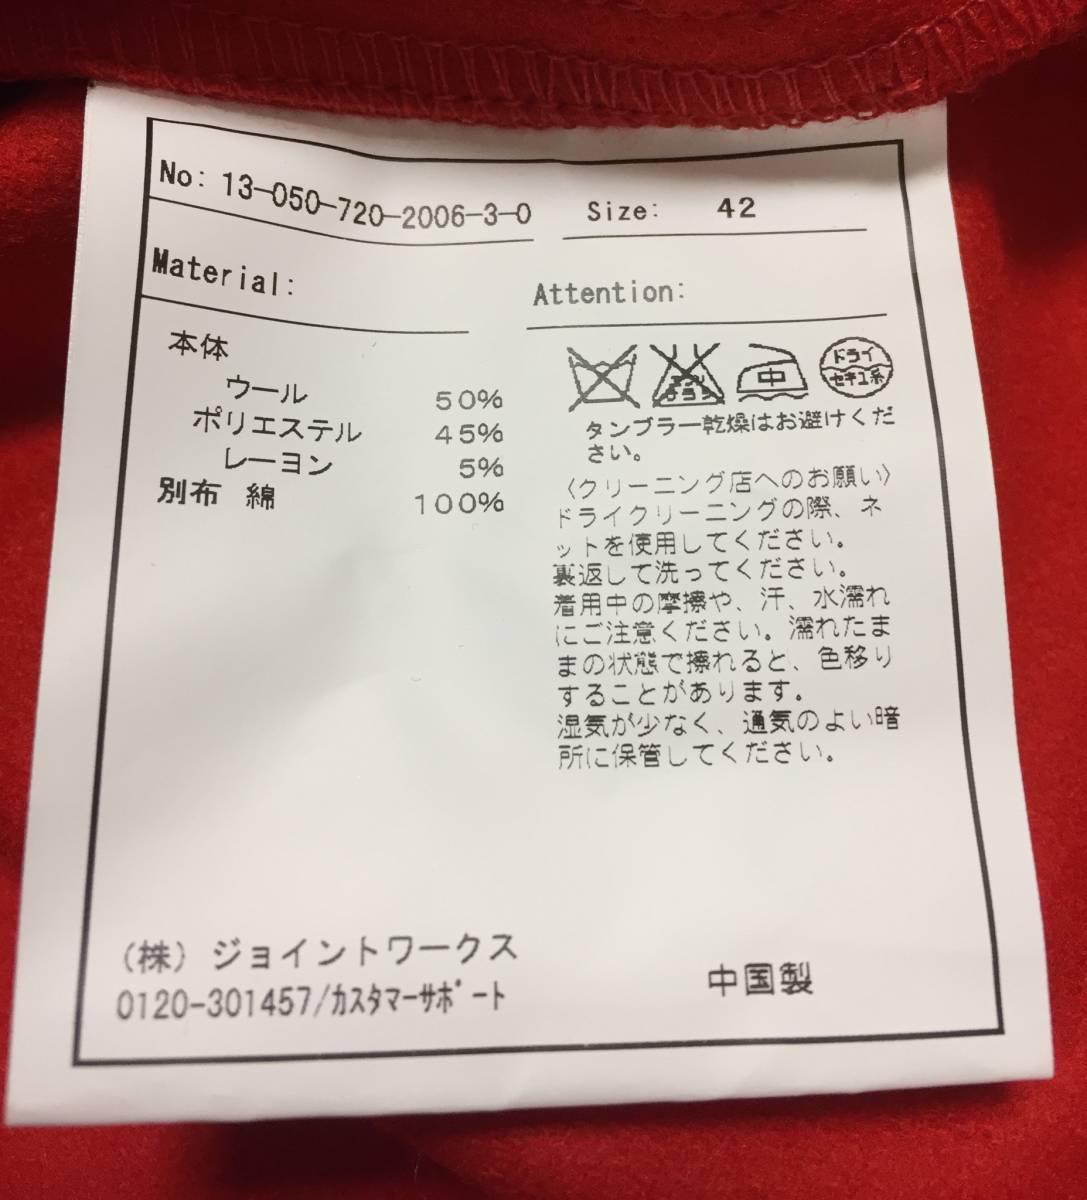 No: 13-050-720-2006-3-0 Size: 42
Material:
本体
ウール 50%
ポリエステル 45%
レーヨン 5%
別布 綿 100%
Attention:
中
ドライ
セキユ系
タンブラー乾燥はお避けくだ
さい。
〈クリーニング店へのお願い〉
ドライクリーニングの際、ネ
ットを使用してください。
裏返して洗ってください。
着用中の摩擦や、汗、水濡れ
にご注意ください。濡れたま
まの状態で擦れると、色移り
することがあります。
湿気が少なく、通気のよい暗
所に保管してください。
(株) ジョイントワークス
0120-301457/カスタマーサポート
中国製